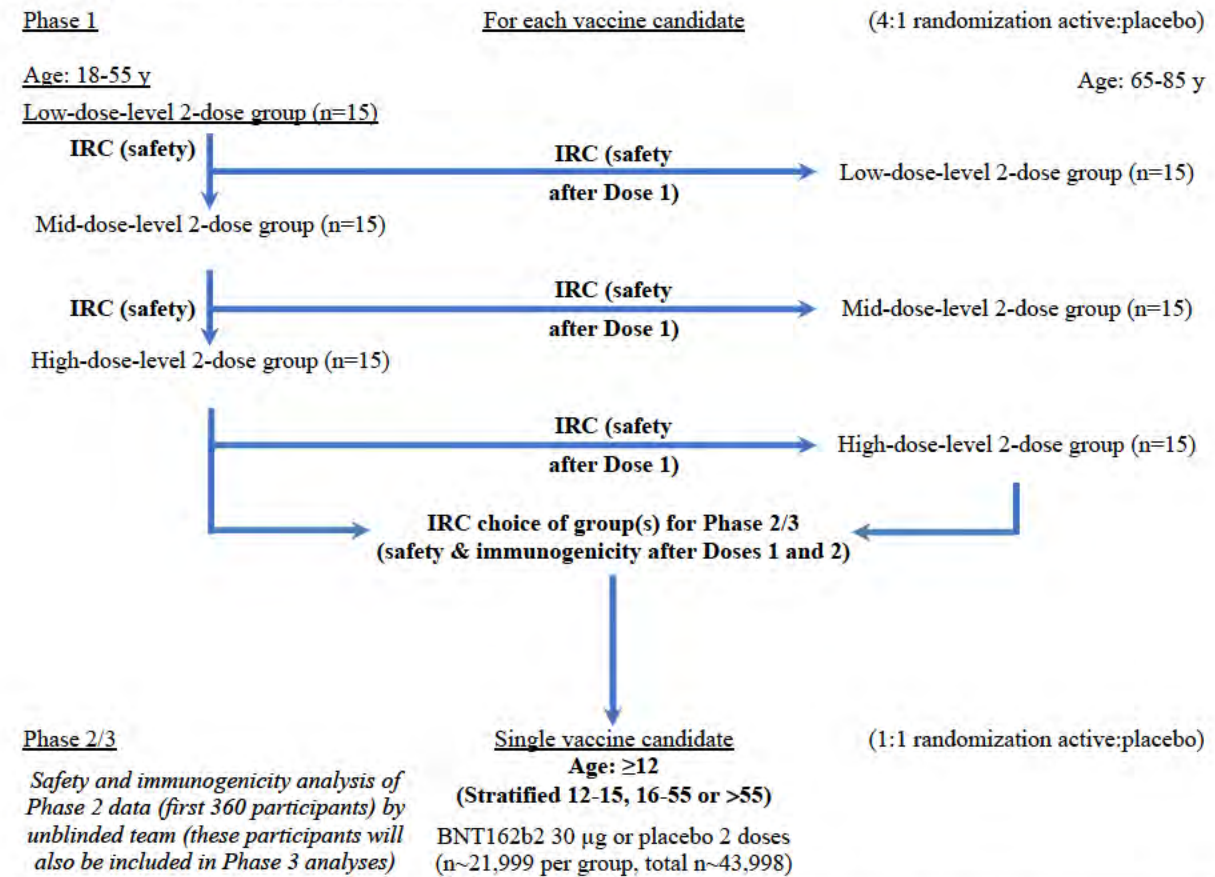 Phase 1
For each vaccine candidate
(4:1 randomization active:placebo)
Age: 18-55 y
Age: 65-85 y
Low-dose-level 2-dose group (n=15)
IRC (safety)
IRC (safety
after Dose 1)
Low-dose-level 2-dose group (n=15)
Mid-dose-level 2-dose group (n=15)
IRC (safety)
IRC (safety
after Dose 1)
Mid-dose-level 2-dose group (n=15)
High-dose-level 2-dose group (n=15)
IRC (safety
after Dose 1)
High-dose-level 2-dose group (n=15)
IRC choice of group(s) for Phase 2/3
(safety & immunogenicity after Doses 1 and 2)
Phase 2/3
Single vaccine candidate
(1:1 randomization active:placebo)
Age: ≥12
(Stratified 12-15, 16-55 or >55)
Safety and immunogenicity analysis of
Phase 2 data (first 360 participants) by
unblinded team (these participants will
also be included in Phase 3 analyses)
BNT162b2 30 µg or placebo 2 doses
(n~21,999 per group, total n~43,998)